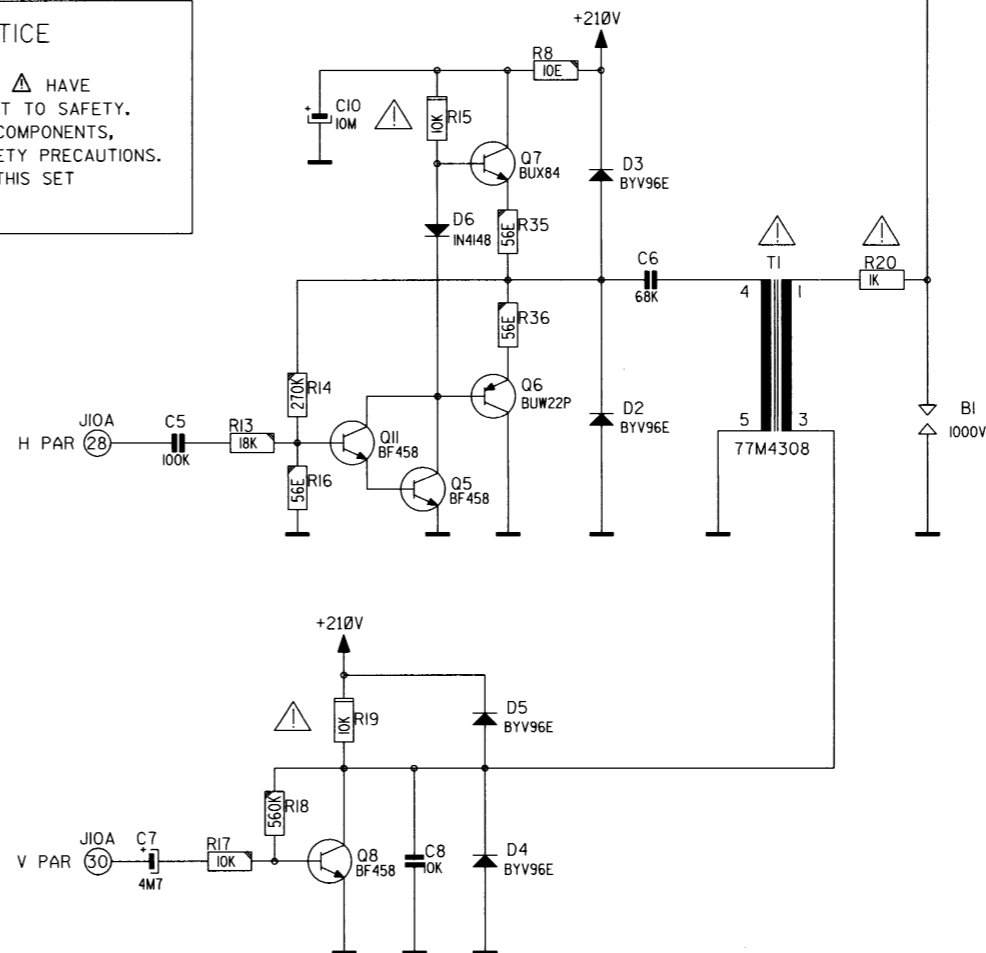 TICE
⚠ HAVE
T TO SAFETY.
COMPONENTS,
ETY PRECAUTIONS.
THIS SET
+210V
R8
10E
C10
10M
+
R15
10K
Q7
BUX84
D3
BYV96E
D6
1N4148
R35
56E
C6
68K
T1
4
1
5
3
77M4308
R20
1K
R36
56E
R14
270K
Q6
BUW22P
D2
BYV96E
B1
1000V
H PAR
J10A
28
C5
100K
R13
18K
Q11
BF458
R16
56E
Q5
BF458
+210V
R19
10K
D5
BYV96E
R18
560K
V PAR
J10A
30
C7
+
4M7
R17
10K
Q8
BF458
C8
10K
D4
BYV96E